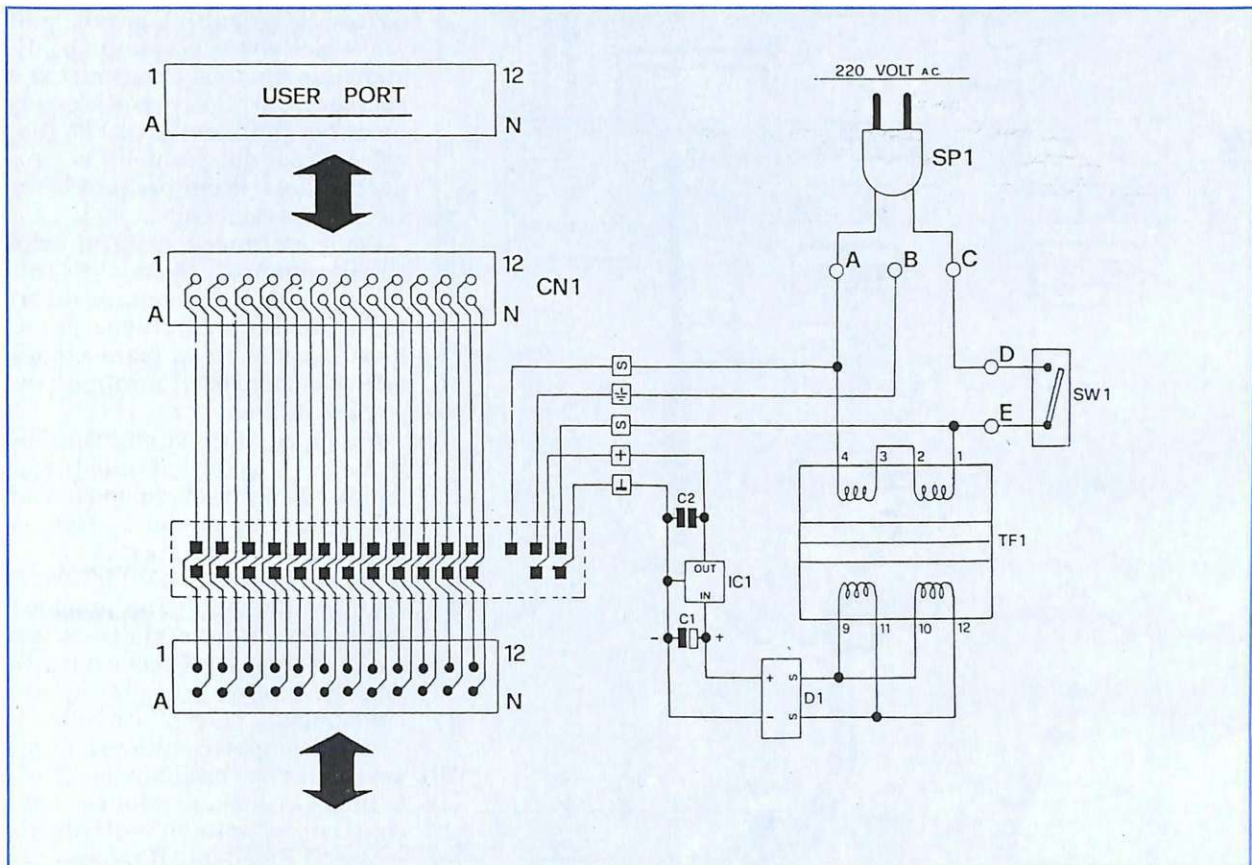 220 VOLT AC
1 12
USER PORT
A N
SP1
1 12
CN1
A N
A B C
S
⏚
S
+
⊥
D
SW1
E
4 3 2 1
C2
TF1
OUT
IC1
IN
- C1 +
9 11 10 12
1 12
A N
+ S
D1
- S